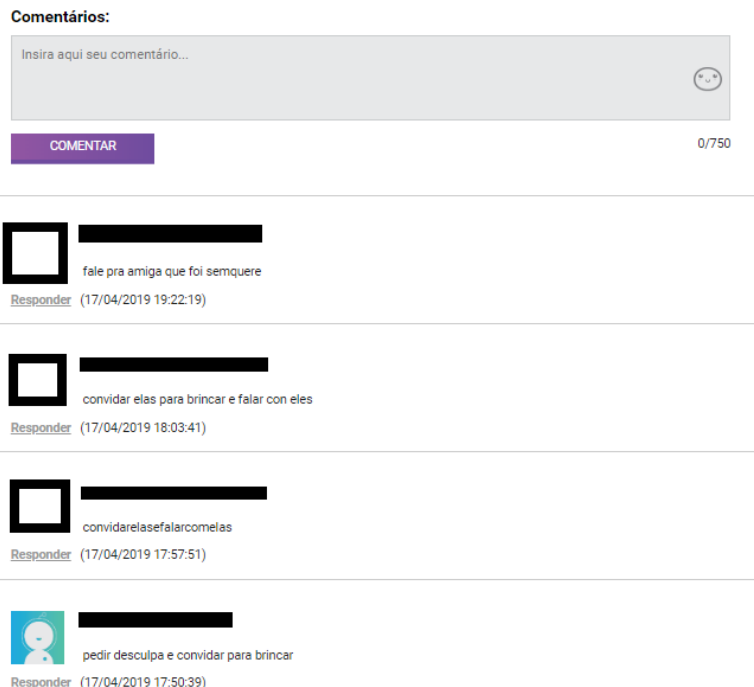 Comentários:
Insira aqui seu comentário...
COMENTAR
0/750
fale pra amiga que foi semquere
Responder (17/04/2019 19:22:19)
convidar elas para brincar e falar con eles
Responder (17/04/2019 18:03:41)
convidarelasefalarcomelas
Responder (17/04/2019 17:57:51)
pedir desculpa e convidar para brincar
Responder (17/04/2019 17:50:39)